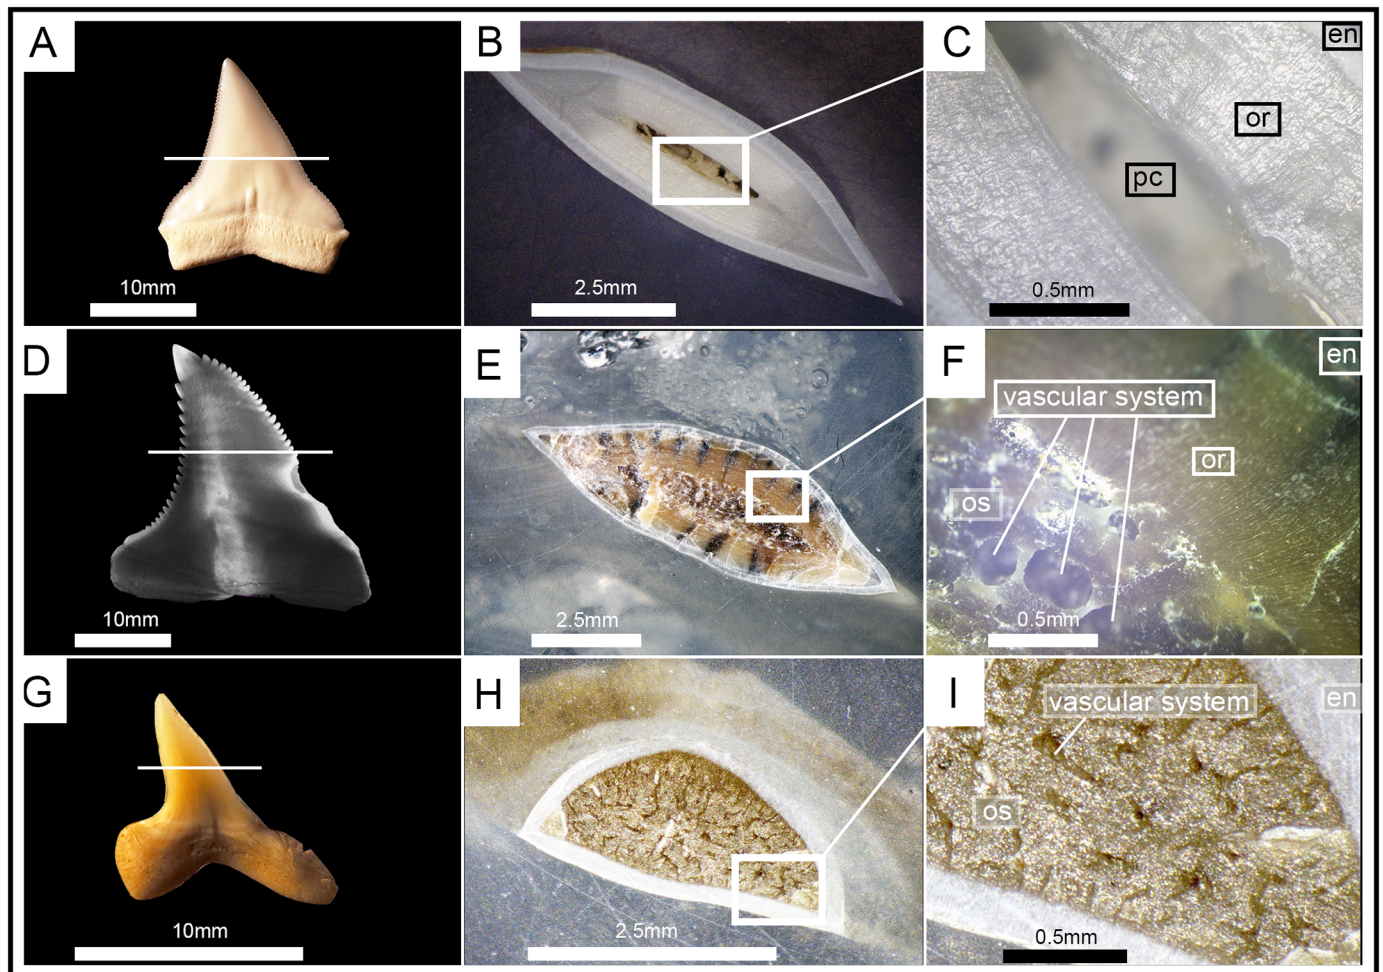 A
10mm
B
2.5mm
C
en
or
pc
0.5mm
D
10mm
E
2.5mm
F
en
vascular system
or
os
0.5mm
G
10mm
H
2.5mm
I
vascular system
en
os
0.5mm